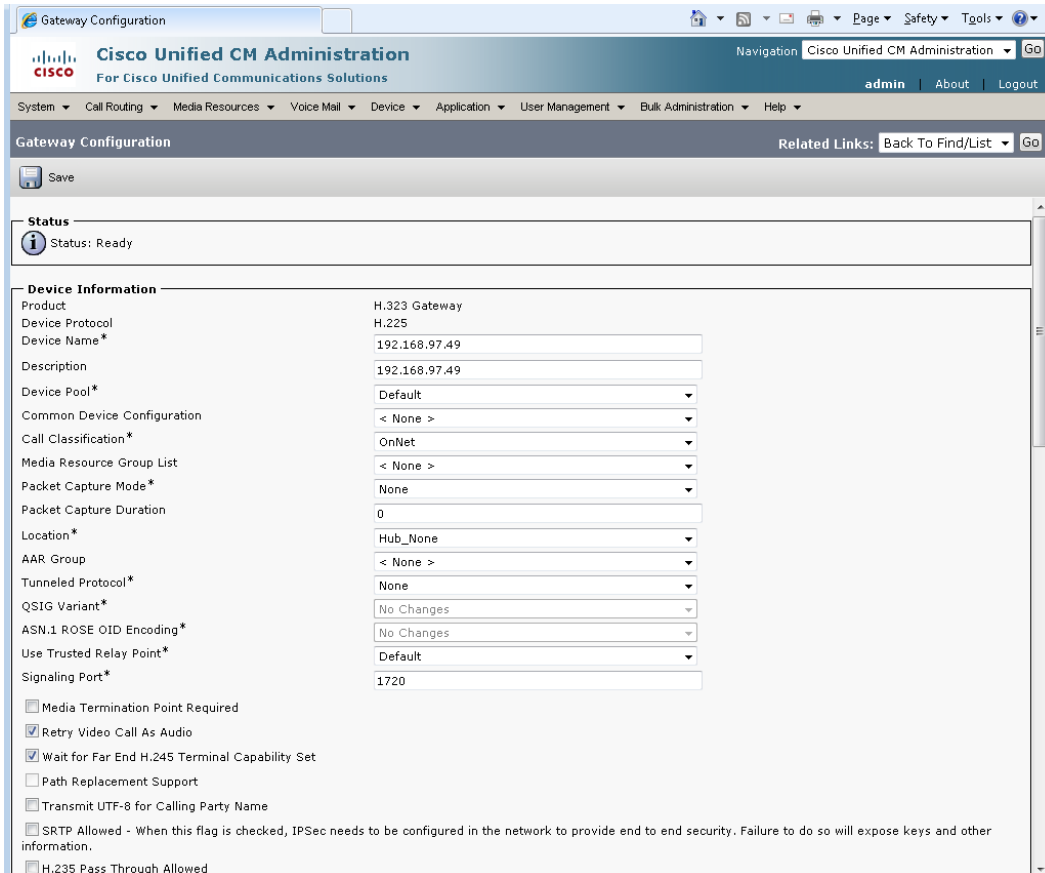 Gateway Configuration
Page Safety Tools
CISCO
Cisco Unified CM Administration
For Cisco Unified Communications Solutions
Navigation Cisco Unified CM Administration Go
admin | About | Logout
System Call Routing Media Resources Voice Mail Device Application User Management Bulk Administration Help
Gateway Configuration
Related Links: Back To Find/List Go
Save
Status
Status: Ready
Device Information
Product H.323 Gateway
Device Protocol H.225
Device Name* 192.168.97.49
Description 192.168.97.49
Device Pool* Default
Common Device Configuration < None >
Call Classification* OnNet
Media Resource Group List < None >
Packet Capture Mode* None
Packet Capture Duration 0
Location* Hub_None
AAR Group < None >
Tunneled Protocol* None
QSIG Variant* No Changes
ASN.1 ROSE OID Encoding* No Changes
Use Trusted Relay Point* Default
Signaling Port* 1720
Media Termination Point Required
Retry Video Call As Audio
Wait for Far End H.245 Terminal Capability Set
Path Replacement Support
Transmit UTF-8 for Calling Party Name
SRTP Allowed - When this flag is checked, IPSec needs to be configured in the network to provide end to end security. Failure to do so will expose keys and other
information.
H.235 Pass Through Allowed